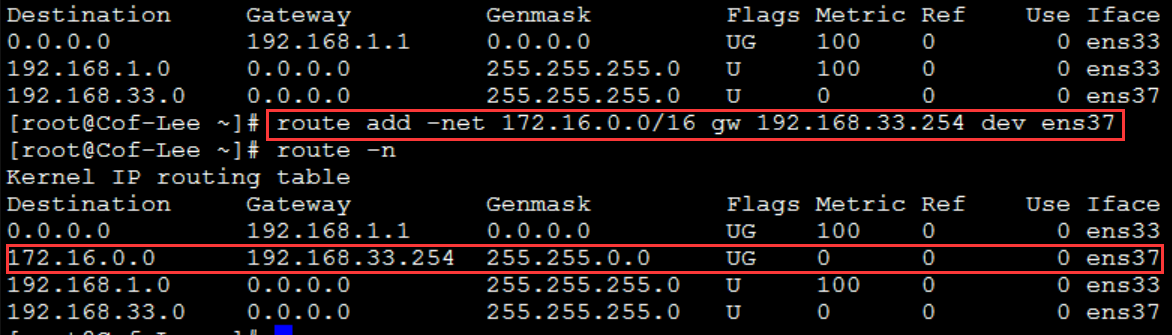 Destination Gateway Genmask Flags Metric Ref Use Iface
0.0.0.0 192.168.1.1 0.0.0.0 UG 100 0 0 ens33
192.168.1.0 0.0.0.0 255.255.255.0 U 100 0 0 ens33
192.168.33.0 0.0.0.0 255.255.255.0 U 0 0 0 ens37
[root@Cof-Lee ~]# route add -net 172.16.0.0/16 gw 192.168.33.254 dev ens37
[root@Cof-Lee ~]# route -n
Kernel IP routing table
Destination Gateway Genmask Flags Metric Ref Use Iface
0.0.0.0 192.168.1.1 0.0.0.0 UG 100 0 0 ens33
172.16.0.0 192.168.33.254 255.255.0.0 UG 0 0 0 ens37
192.168.1.0 0.0.0.0 255.255.255.0 U 100 0 0 ens33
192.168.33.0 0.0.0.0 255.255.255.0 U 0 0 0 ens37
[root@Cof-Lee ~]#